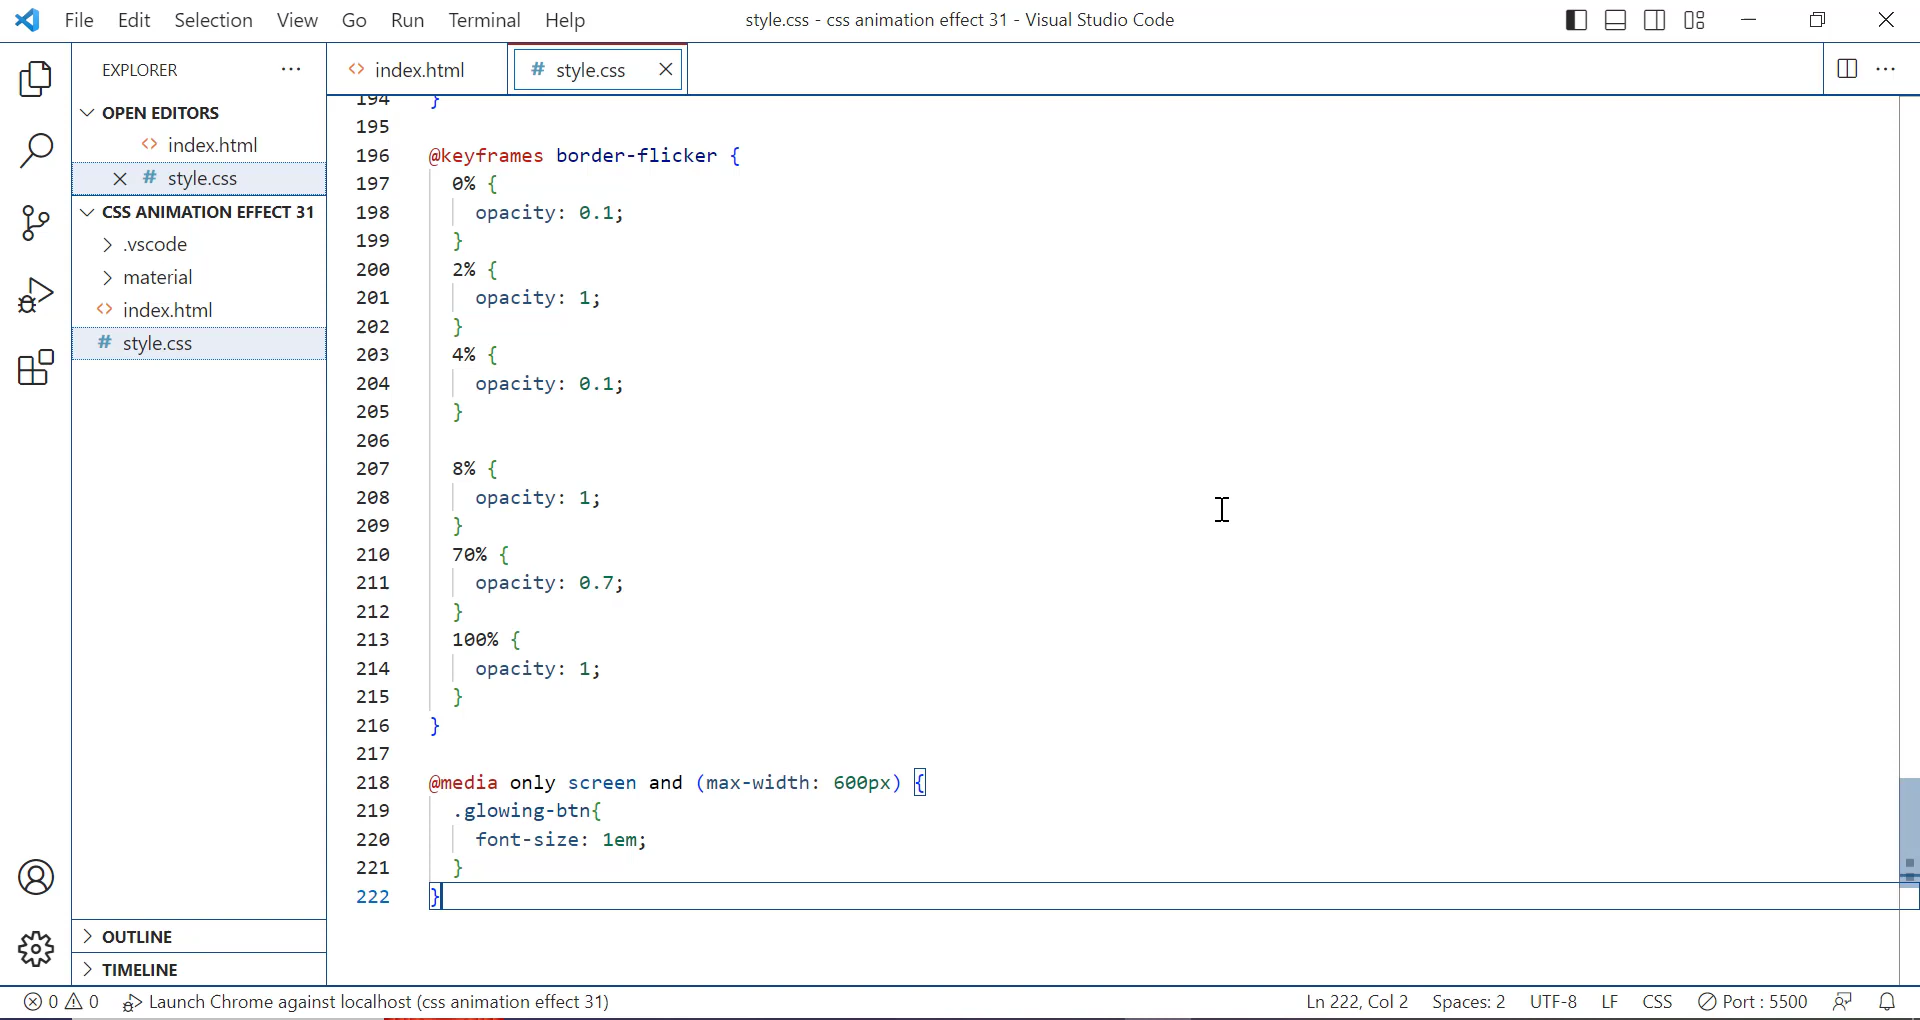 File Edit Selection View Go Run Terminal Help
style.css - css animation effect 31 - Visual Studio Code
EXPLORER
OPEN EDITORS
index.html
style.css
CSS ANIMATION EFFECT 31
.vscode
material
index.html
style.css
OUTLINE
TIMELINE
index.html
style.css
194 }
195
196 @keyframes border-flicker {
197 0% {
198 opacity: 0.1;
199 }
200 2% {
201 opacity: 1;
202 }
203 4% {
204 opacity: 0.1;
205 }
206
207 8% {
208 opacity: 1;
209 }
210 70% {
211 opacity: 0.7;
212 }
213 100% {
214 opacity: 1;
215 }
216 }
217
218 @media only screen and (max-width: 600px) {
219 .glowing-btn{
220 font-size: 1em;
221 }
222 }
0 0 Launch Chrome against localhost (css animation effect 31) Ln 222, Col 2 Spaces: 2 UTF-8 LF CSS Port : 5500